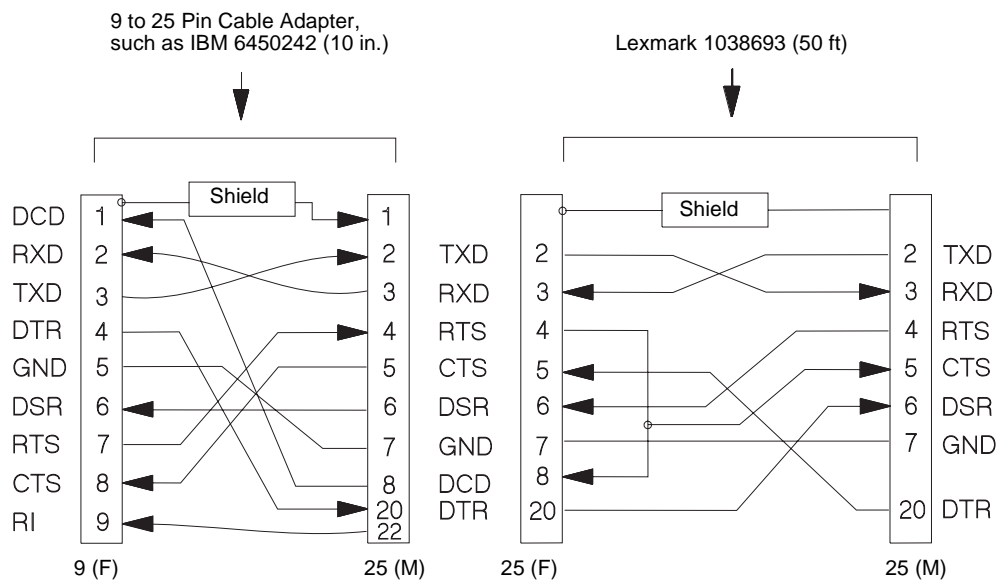 9 to 25 Pin Cable Adapter,
such as IBM 6450242 (10 in.)
Lexmark 1038693 (50 ft)
Shield
DCD 1 1
RXD 2 2
TXD 3 3
DTR 4 4
GND 5 5
DSR 6 6
RTS 7 7
CTS 8 8
20
RI 9 22
9 (F) 25 (M)
Shield
TXD 2 2 TXD
RXD 3 3 RXD
RTS 4 4 RTS
CTS 5 5 CTS
DSR 6 6 DSR
GND 7 7 GND
DCD 8
DTR 20 20 DTR
25 (F) 25 (M)